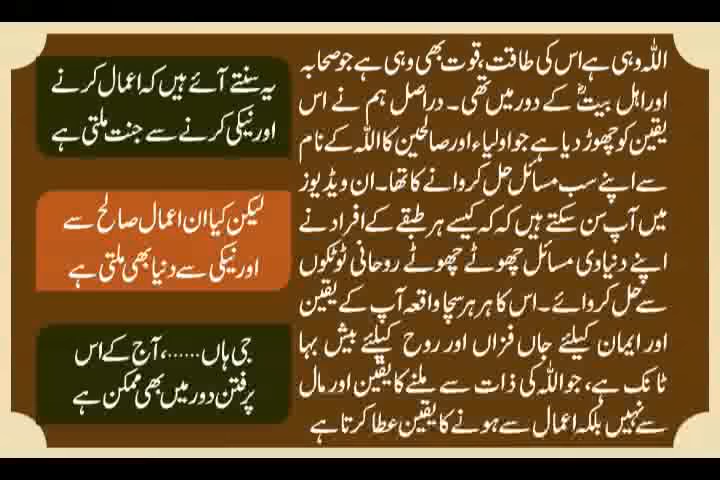 اللہ وہی ہے اس کی طاقت، قوت بھی وہی ہے جو صحابہ
اور اہل بیتؓ کے دور میں تھی۔ دراصل ہم نے اس
یقین کو چھوڑ دیا ہے جو اولیاء اور صالحین کا اللہ کے نام
سے اپنے سب مسائل حل کروانے کا تھا۔ ان ویڈیوز
میں آپ سن سکتے ہیں کہ کہ کیسے ہر طبقے کے افراد نے
اپنے دنیاوی مسائل چھوٹے چھوٹے روحانی ٹوٹکوں
سے حل کروائے۔ اس کا ہر ہر سچا واقعہ آپ کے یقین
اور ایمان کیلئے جاں فزاں اور روح کیلئے بیش بہا
ٹانک ہے، جو اللہ کی ذات سے ملنے کا یقین اور مال
سے نہیں بلکہ اعمال سے ہونے کا یقین عطا کرتا ہے
یہ سنتے آئے ہیں کہ اعمال کرنے
اور نیکی کرنے سے جنت ملتی ہے
لیکن کیا ان اعمال صالح سے
اور نیکی سے دنیا بھی ملتی ہے
جی ہاں......، آج کے اس
پرفتن دور میں بھی ممکن ہے